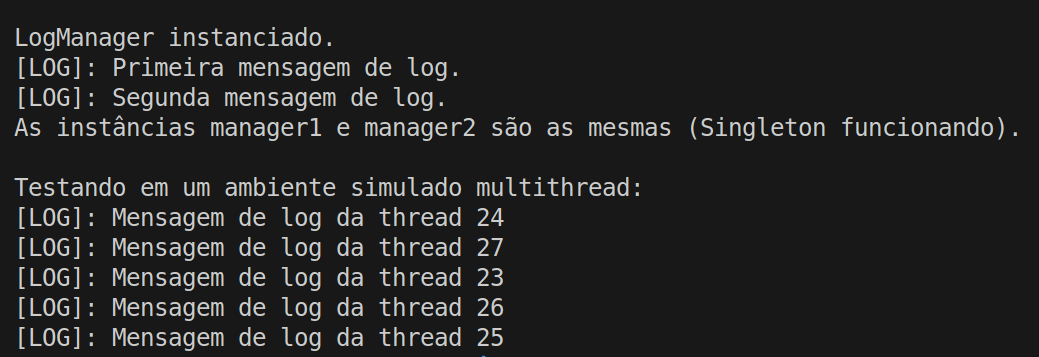 LogManager instanciado.
[LOG]: Primeira mensagem de log.
[LOG]: Segunda mensagem de log.
As instâncias manager1 e manager2 são as mesmas (Singleton funcionando).
Testando em um ambiente simulado multithread:
[LOG]: Mensagem de log da thread 24
[LOG]: Mensagem de log da thread 27
[LOG]: Mensagem de log da thread 23
[LOG]: Mensagem de log da thread 26
[LOG]: Mensagem de log da thread 25